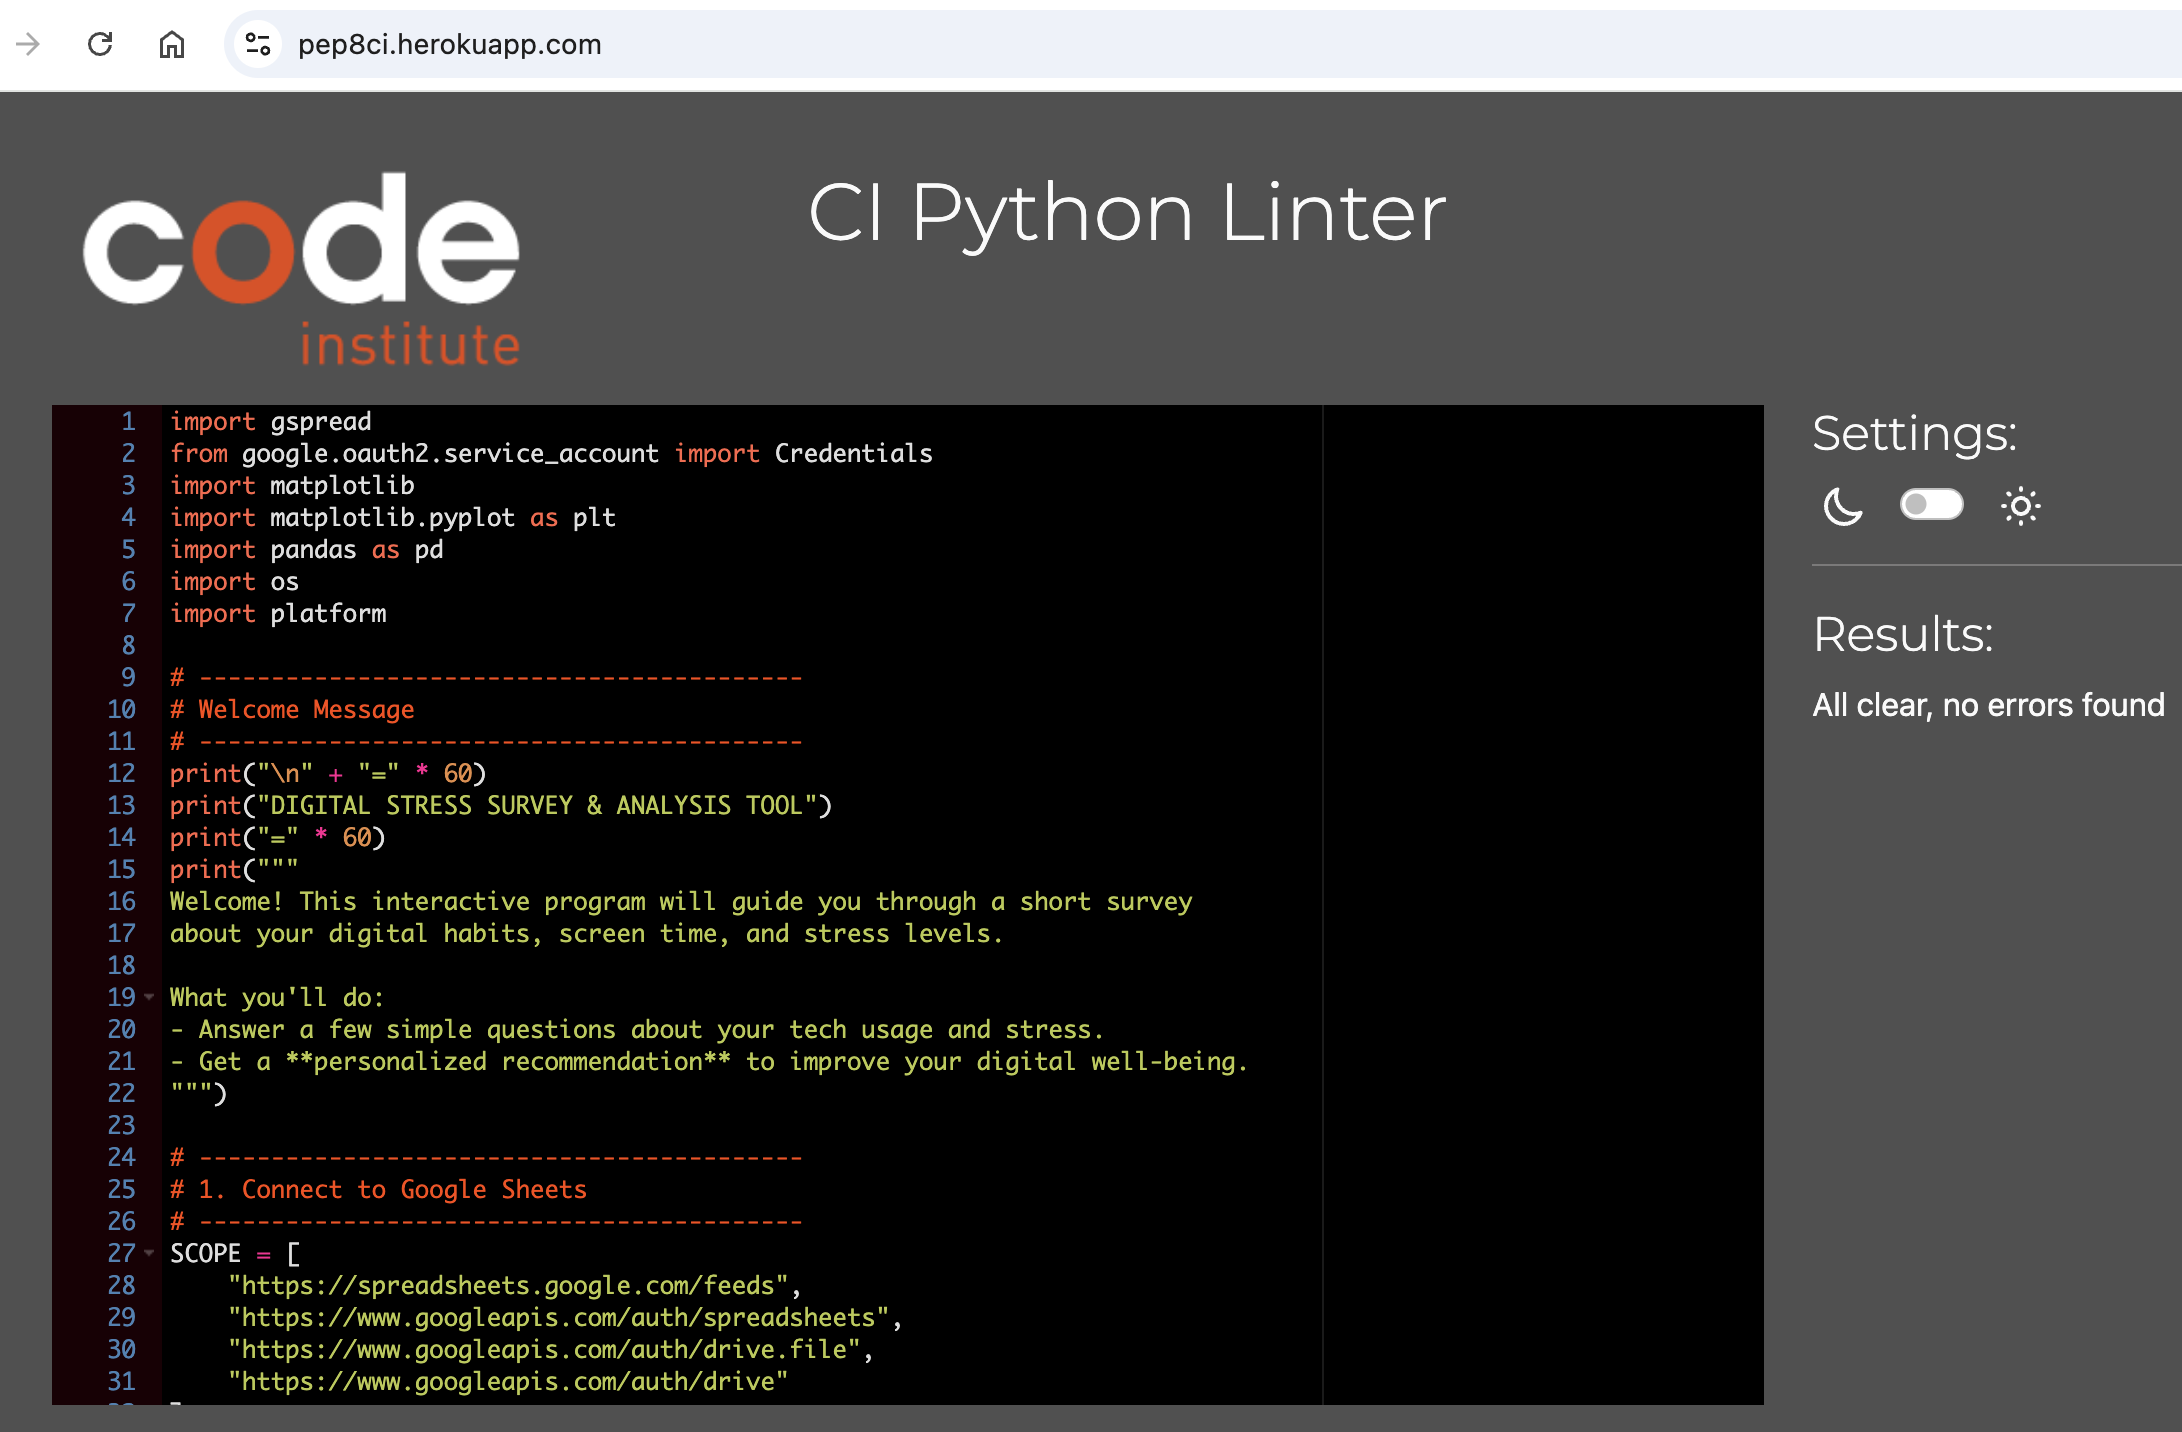 pep8ci.herokuapp.com
code
institute
CI Python Linter
1 import gspread
2 from google.oauth2.service_account import Credentials
3 import matplotlib
4 import matplotlib.pyplot as plt
5 import pandas as pd
6 import os
7 import platform
8
9 # ------------------------------------------
10 # Welcome Message
11 # ------------------------------------------
12 print("\n" + "=" * 60)
13 print("DIGITAL STRESS SURVEY & ANALYSIS TOOL")
14 print("=" * 60)
15 print("""
16 Welcome! This interactive program will guide you through a short survey
17 about your digital habits, screen time, and stress levels.
18
19 What you'll do:
20 - Answer a few simple questions about your tech usage and stress.
21 - Get a **personalized recommendation** to improve your digital well-being.
22 """)
23
24 # ------------------------------------------
25 # 1. Connect to Google Sheets
26 # ------------------------------------------
27 SCOPE = [
28     "https://spreadsheets.google.com/feeds",
29     "https://www.googleapis.com/auth/spreadsheets",
30     "https://www.googleapis.com/auth/drive.file",
31     "https://www.googleapis.com/auth/drive"
Settings:
Results:
All clear, no errors found